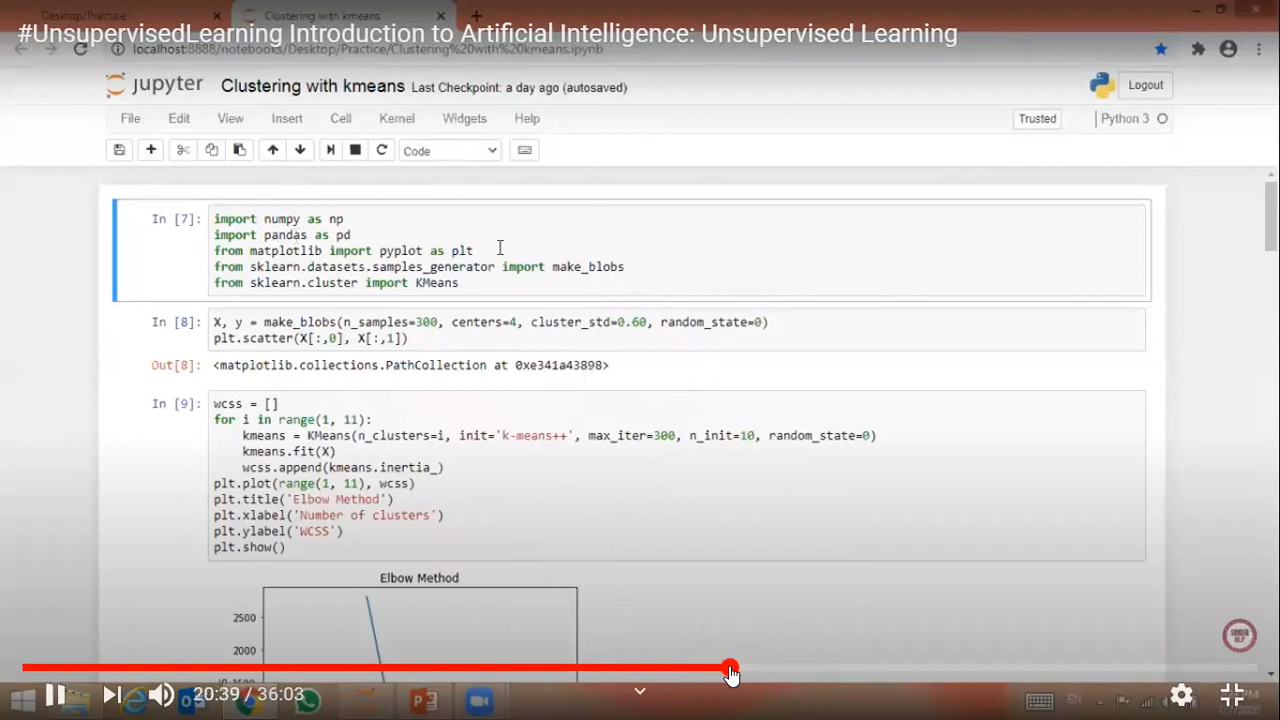 Desktop/Practice/
Clustering with kmeans
#UnsupervisedLearning Introduction to Artificial Intelligence: Unsupervised Learning
localhost:8888/notebooks/Desktop/Practice/Clustering%20with%20kmeans.ipynb
jupyter Clustering with kmeans Last Checkpoint: a day ago (autosaved)
Logout
File Edit View Insert Cell Kernel Widgets Help
Trusted
Python 3
Code
In [7]: import numpy as np
import pandas as pd
from matplotlib import pyplot as plt
from sklearn.datasets.samples_generator import make_blobs
from sklearn.cluster import KMeans
In [8]: X, y = make_blobs(n_samples=300, centers=4, cluster_std=0.60, random_state=0)
plt.scatter(X[:,0], X[:,1])
Out[8]: <matplotlib.collections.PathCollection at 0xe341a43898>
In [9]: wcss = []
for i in range(1, 11):
kmeans = KMeans(n_clusters=i, init='k-means++', max_iter=300, n_init=10, random_state=0)
kmeans.fit(X)
wcss.append(kmeans.inertia_)
plt.plot(range(1, 11), wcss)
plt.title('Elbow Method')
plt.xlabel('Number of clusters')
plt.ylabel('WCSS')
plt.show()
Elbow Method
2500
2000
20:39 / 36:03
EN